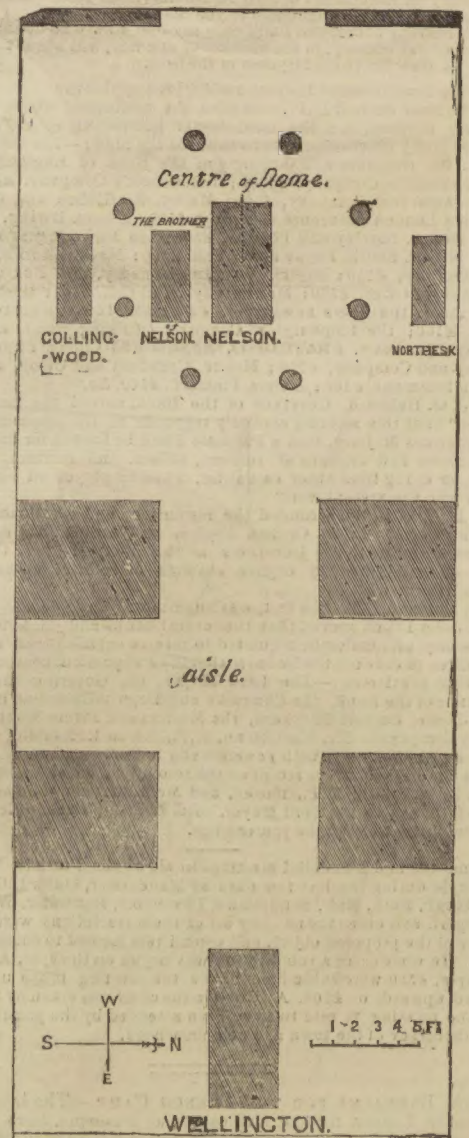 Centre of Dome.
THE BROTHER
COLLING-
WOOD.
NELSON. NELSON.
NORTHESK
aisle.
W
S N
E
1 2 3 4 5, FT
WELLINGTON.